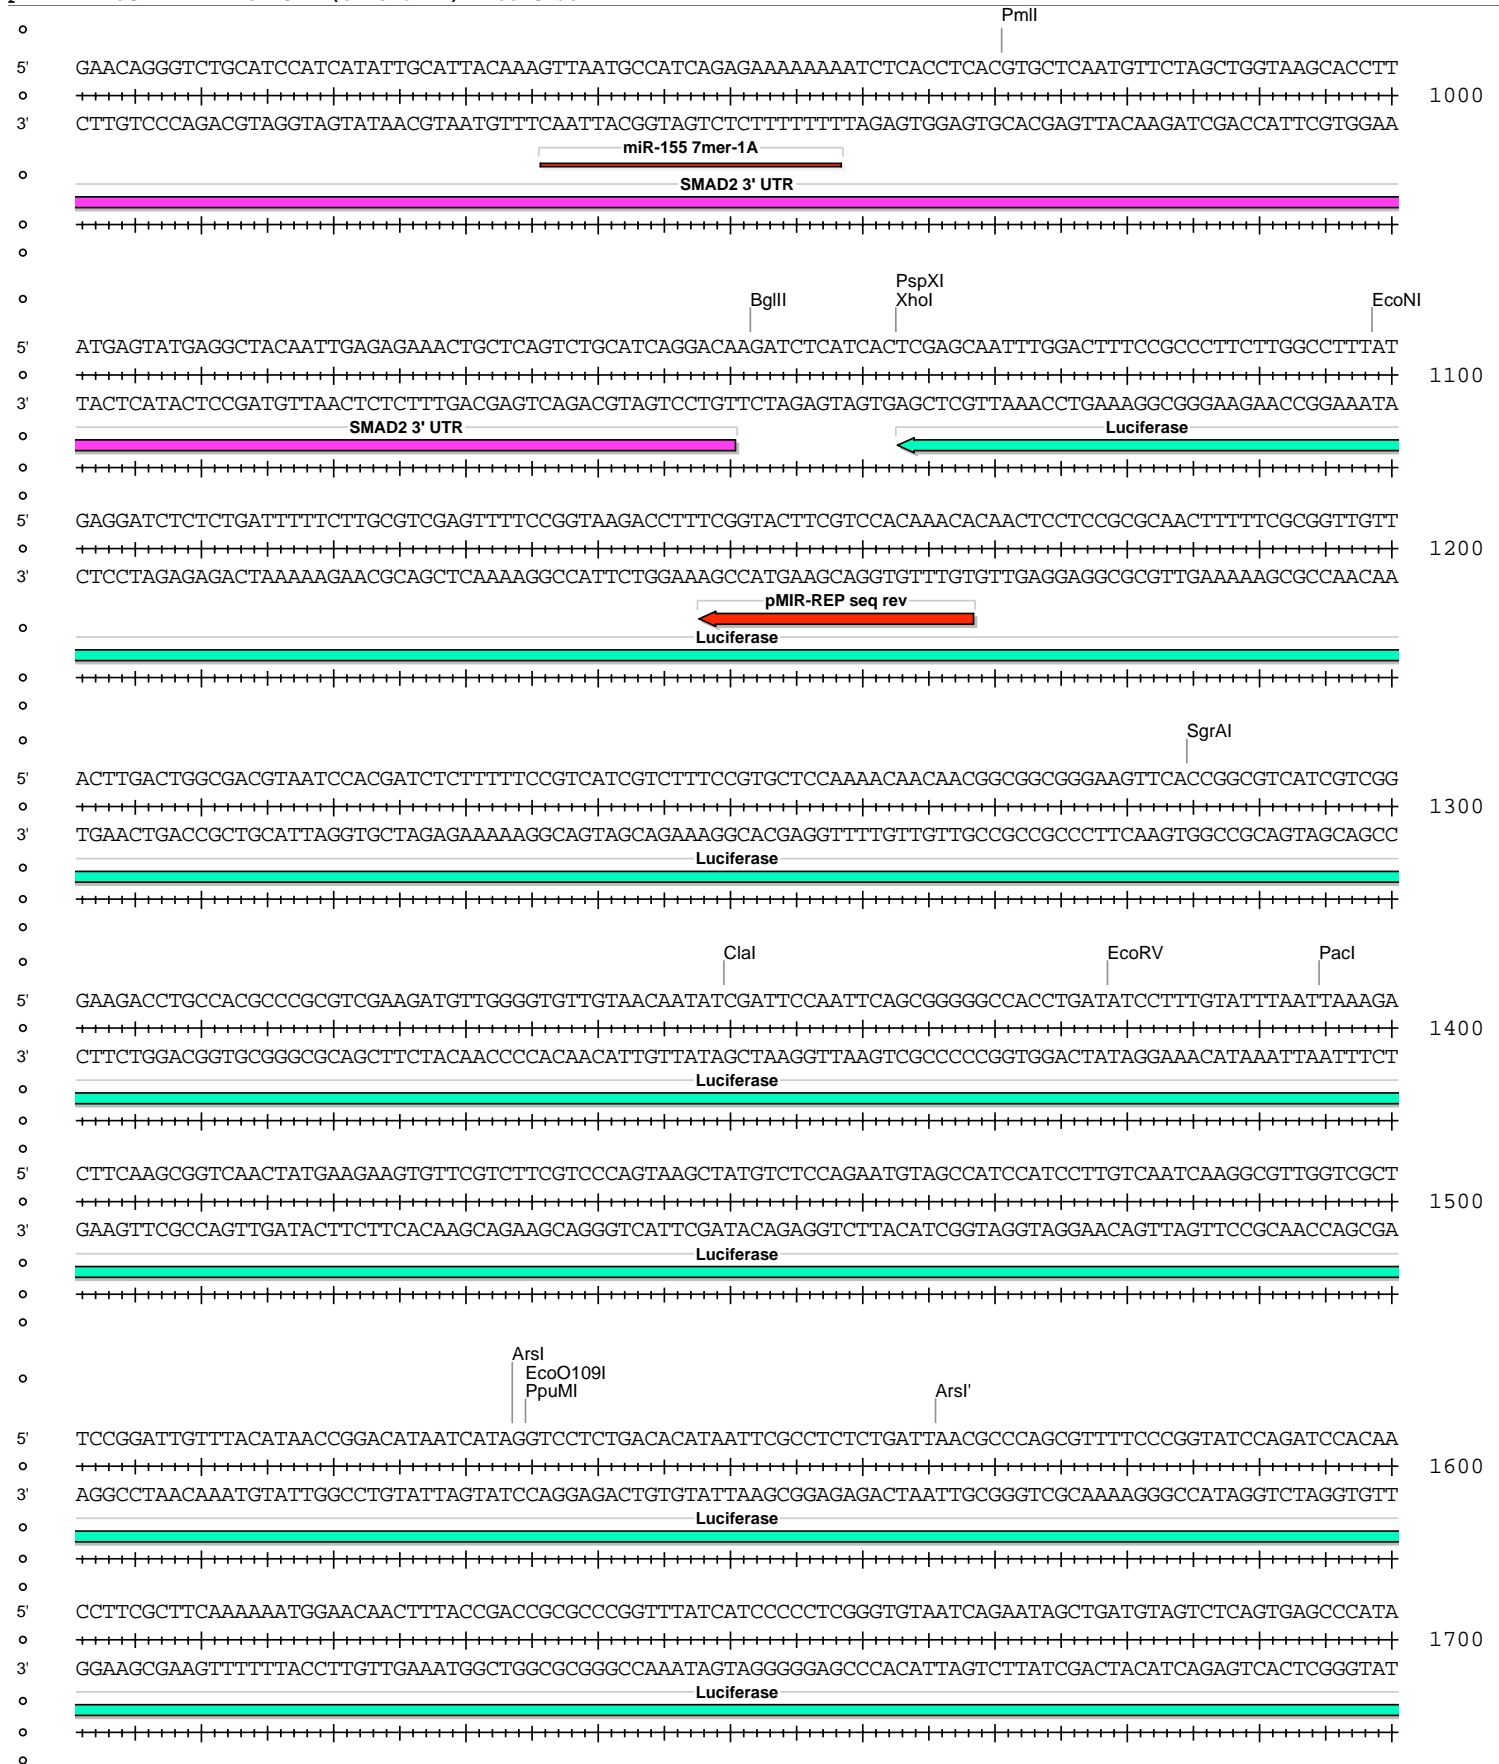 PmlI
5' GAACAGGGTCTGCATCCATCATATTGCATTACAAAGTTAATGCCATCAGAGAAAAAAAATCTCACCTCACGTGCTCAATGTTCTAGCTGGTAAGCACCTT
1000
3' CTTGTCCCAGACGTAGGTAGTATAACGTAATGTTTCAATTACGGTAGTCTCTTTTTTTTAGAGTGGAGTGCACGAGTTACAAGATCGACCATTCGTGGAA
miR-155 7mer-1A
SMAD2 3' UTR
PspXI
BglII XhoI EcoNI
5' ATGAGTATGAGGCTACAATTGAGAGAAACTGCTCAGTCTGCATCAGGACAAGATCTCATCACTCGAGCAATTTGGACTTTCCGCCCTTCTTGGCCTTTAT
1100
3' TACTCATACTCCGATGTTAACTCTCTTTGACGAGTCAGACGTAGTCCTGTTCTAGAGTAGTGAGCTCGTTAAACCTGAAAGGCGGGAAGAACCGGAAATA
SMAD2 3' UTR Luciferase
5' GAGGATCTCTCTGATTTTTCTTGCGTCGAGTTTTCCGGTAAGACCTTTCGGTACTTCGTCCACAAACACAACTCCTCCGCGCAACTTTTTCGCGGTTGTT
1200
3' CTCCTAGAGAGACTAAAAAGAACGCAGCTCAAAAGGCCATTCTGGAAAGCCATGAAGCAGGTGTTTGTGTTGAGGAGGCGCGTTGAAAAAGCGCCAACAA
pMIR-REP seq rev
Luciferase
SgrAI
5' ACTTGACTGGCGACGTAATCCACGATCTCTTTTTCCGTCATCGTCTTTCCGTGCTCCAAAACAACAACGGCGGCGGGAAGTTCACCGGCGTCATCGTCGG
1300
3' TGAACTGACCGCTGCATTAGGTGCTAGAGAAAAAGGCAGTAGCAGAAAGGCACGAGGTTTTGTTGTTGCCGCCGCCCTTCAAGTGGCCGCAGTAGCAGCC
Luciferase
ClaI EcoRV PacI
5' GAAGACCTGCCACGCCCGCGTCGAAGATGTTGGGGTGTTGTAACAATATCGATTCCAATTCAGCGGGGGCCACCTGATATCCTTTGTATTTAATTAAAGA
1400
3' CTTCTGGACGGTGCGGGCGCAGCTTCTACAACCCCACAACATTGTTATAGCTAAGGTTAAGTCGCCCCCGGTGGACTATAGGAAACATAAATTAATTTCT
Luciferase
5' CTTCAAGCGGTCAACTATGAAGAAGTGTTCGTCTTCGTCCCAGTAAGCTATGTCTCCAGAATGTAGCCATCCATCCTTGTCAATCAAGGCGTTGGTCGCT
1500
3' GAAGTTCGCCAGTTGATACTTCTTCACAAGCAGAAGCAGGGTCATTCGATACAGAGGTCTTACATCGGTAGGTAGGAACAGTTAGTTCCGCAACCAGCGA
Luciferase
ArsI
EcoO109I
PpuMI ArsI'
5' TCCGGATTGTTTACATAACCGGACATAATCATAGGTCCTCTGACACATAATTCGCCTCTCTGATTAACGCCCAGCGTTTTCCCGGTATCCAGATCCACAA
1600
3' AGGCCTAACAAATGTATTGGCCTGTATTAGTATCCAGGAGACTGTGTATTAAGCGGAGAGACTAATTGCGGGTCGCAAAAGGGCCATAGGTCTAGGTGTT
Luciferase
5' CCTTCGCTTCAAAAAATGGAACAACTTTACCGACCGCGCCCGGTTTATCATCCCCCTCGGGTGTAATCAGAATAGCTGATGTAGTCTCAGTGAGCCCATA
1700
3' GGAAGCGAAGTTTTTTACCTTGTTGAAATGGCTGGCGCGGGCCAAATAGTAGGGGGAGCCCACATTAGTCTTATCGACTACATCAGAGTCACTCGGGTAT
Luciferase